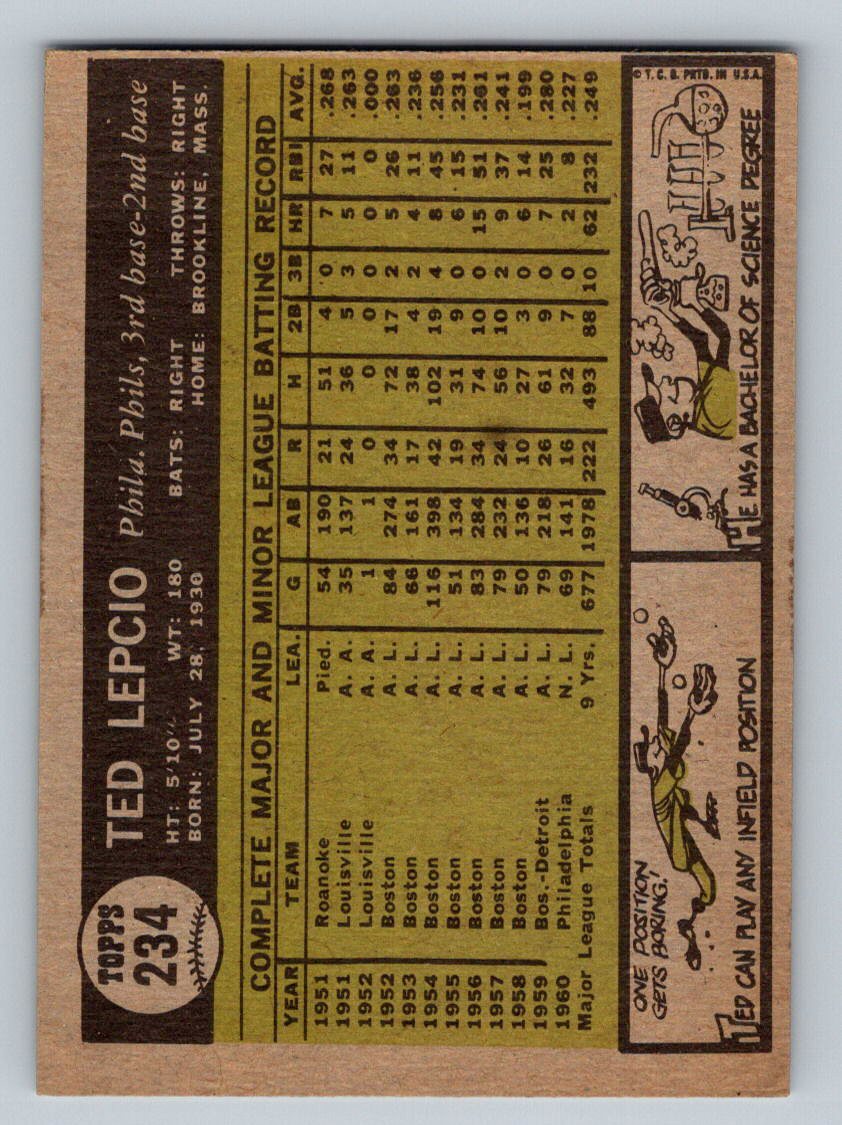 TOPPS
234
TED LEPCIO Phila. Phils, 3rd base-2nd base
HT: 5'10" WT: 180 BATS: RIGHT THROWS: RIGHT
BORN: JULY 28, 1930 HOME: BROOKLINE, MASS.
COMPLETE MAJOR AND MINOR LEAGUE BATTING RECORD
YEAR TEAM LEA. G AB R H 2B 3B HR RBI AVG.
1951 Roanoke Pied. 54 190 21 51 4 0 7 27 .268
1951 Louisville A. A. 35 137 24 36 5 3 5 11 .263
1952 Louisville A. A. 1 1 0 0 0 0 0 0 .000
1952 Boston A. L. 84 274 34 72 17 2 5 26 .263
1953 Boston A. L. 66 161 17 38 4 2 4 11 .236
1954 Boston A. L. 116 398 42 102 19 4 8 45 .256
1955 Boston A. L. 51 134 19 31 9 0 6 15 .231
1956 Boston A. L. 83 284 34 74 10 0 15 51 .261
1957 Boston A. L. 79 232 24 56 10 2 9 37 .241
1958 Boston A. L. 50 136 10 27 3 0 6 14 .199
1959 Bos.-Detroit A. L. 79 218 26 61 9 0 7 25 .280
1960 Philadelphia N. L. 69 141 16 32 7 0 2 8 .227
Major League Totals 9 Yrs. 677 1978 222 493 88 10 62 232 .249
ONE POSITION
GETS BORING!
TED CAN PLAY ANY INFIELD POSITION
HE HAS A BACHELOR OF SCIENCE DEGREE
© T. C. G. PRTD. IN U.S.A.